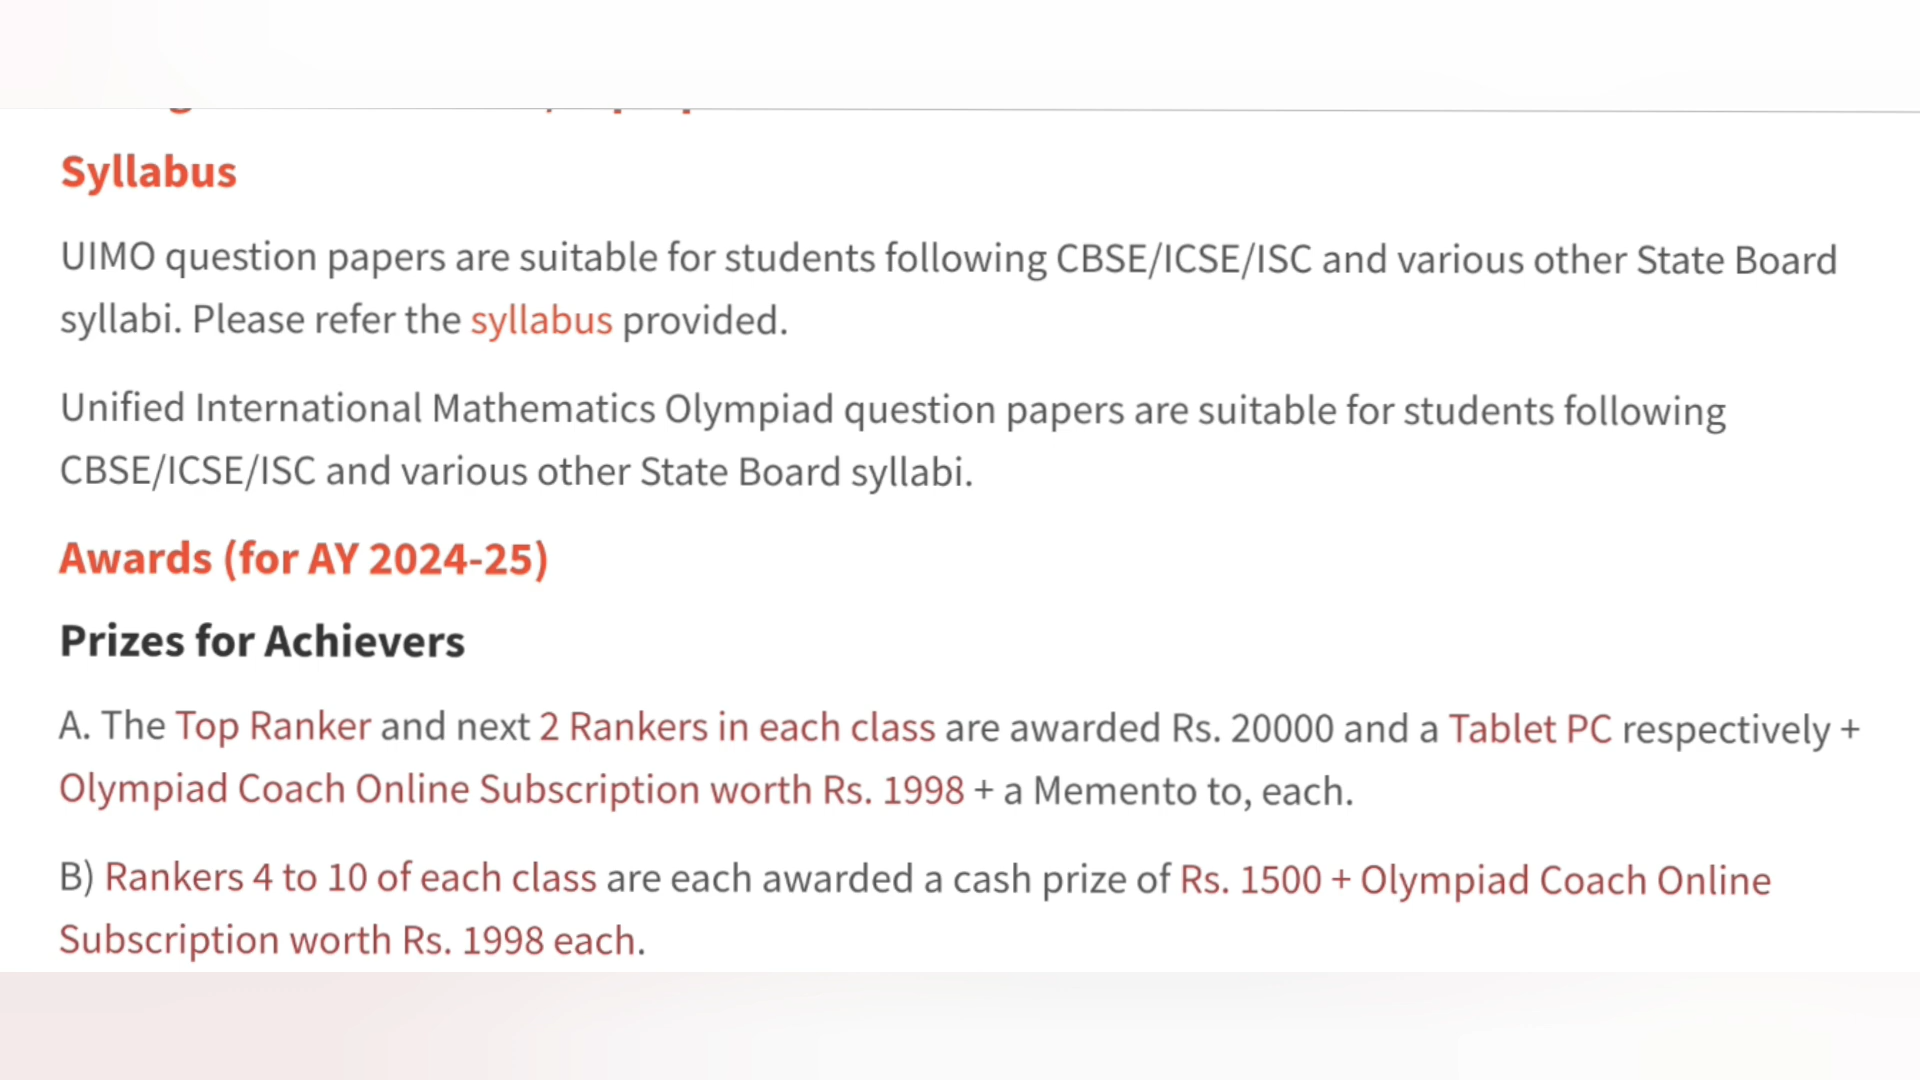 Syllabus
UIMO question papers are suitable for students following CBSE/ICSE/ISC and various other State Board
syllabi. Please refer the syllabus provided.
Unified International Mathematics Olympiad question papers are suitable for students following
CBSE/ICSE/ISC and various other State Board syllabi.
Awards (for AY 2024-25)
Prizes for Achievers
A. The Top Ranker and next 2 Rankers in each class are awarded Rs. 20000 and a Tablet PC respectively +
Olympiad Coach Online Subscription worth Rs. 1998 + a Memento to, each.
B) Rankers 4 to 10 of each class are each awarded a cash prize of Rs. 1500 + Olympiad Coach Online
Subscription worth Rs. 1998 each.